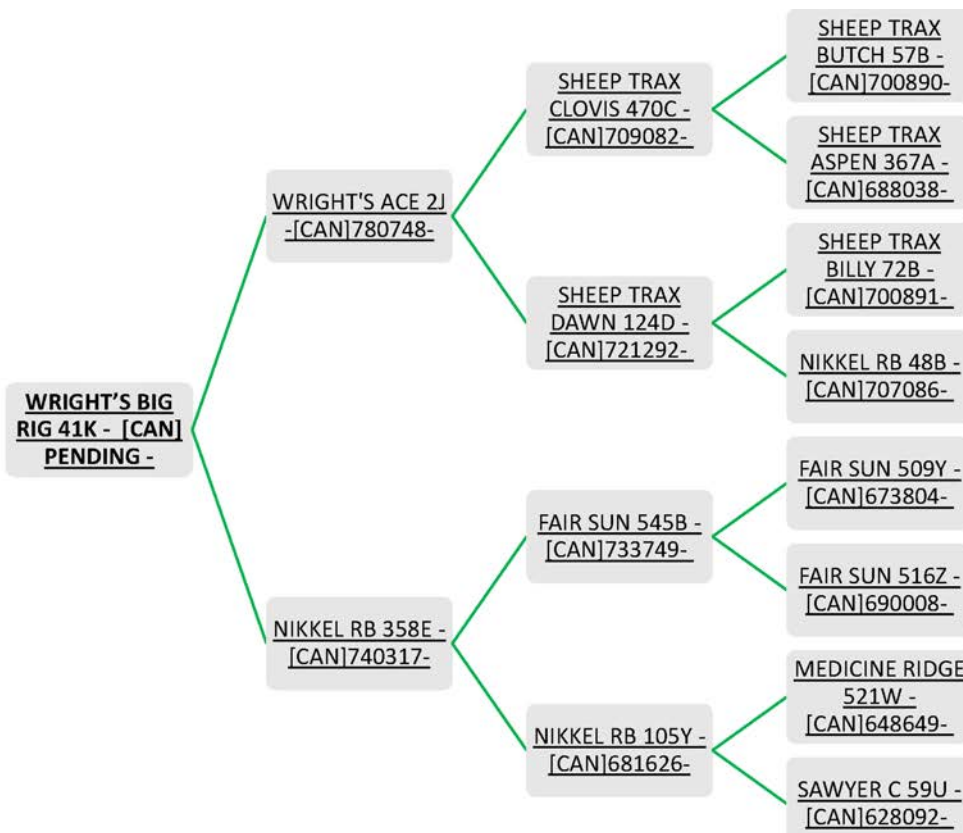 WRIGHT'S BIG
RIG 41K - [CAN]
PENDING -
WRIGHT'S ACE 2J
-[CAN]780748-
NIKKEL RB 358E -
[CAN]740317-
SHEEP TRAX
CLOVIS 470C -
[CAN]709082-
SHEEP TRAX
DAWN 124D -
[CAN]721292-
FAIR SUN 545B -
[CAN]733749-
NIKKEL RB 105Y -
[CAN]681626-
SHEEP TRAX
BUTCH 57B -
[CAN]700890-
SHEEP TRAX
ASPEN 367A -
[CAN]688038-
SHEEP TRAX
BILLY 72B -
[CAN]700891-
NIKKEL RB 48B -
[CAN]707086-
FAIR SUN 509Y -
[CAN]673804-
FAIR SUN 516Z -
[CAN]690008-
MEDICINE RIDGE
521W -
[CAN]648649-
SAWYER C 59U -
[CAN]628092-